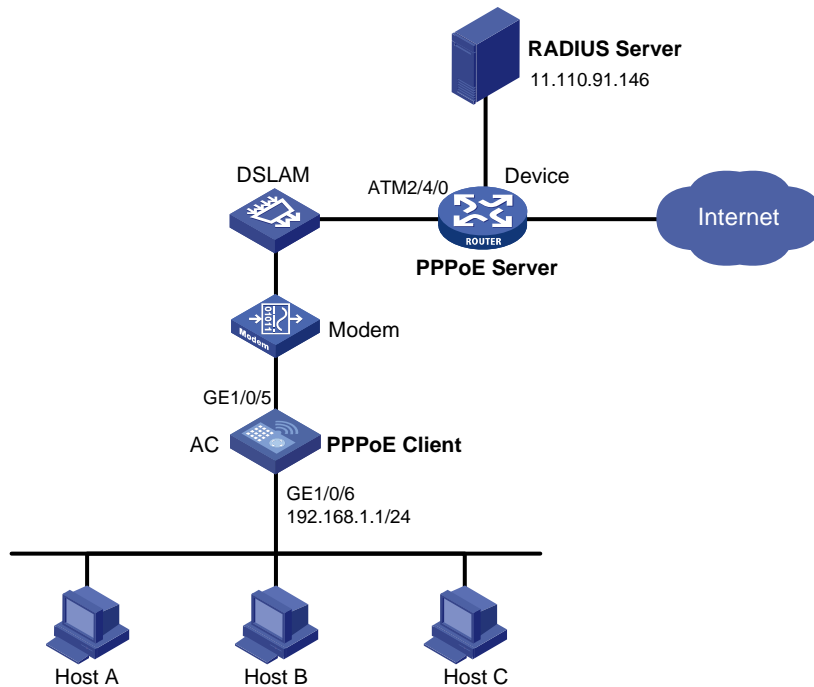 RADIUS Server
11.110.91.146
DSLAM
ATM2/4/0
Device
Internet
ROUTER
PPPoE Server
Modem
Modem
GE1/0/5
AC
PPPoE Client
GE1/0/6
192.168.1.1/24
Host A
Host B
Host C